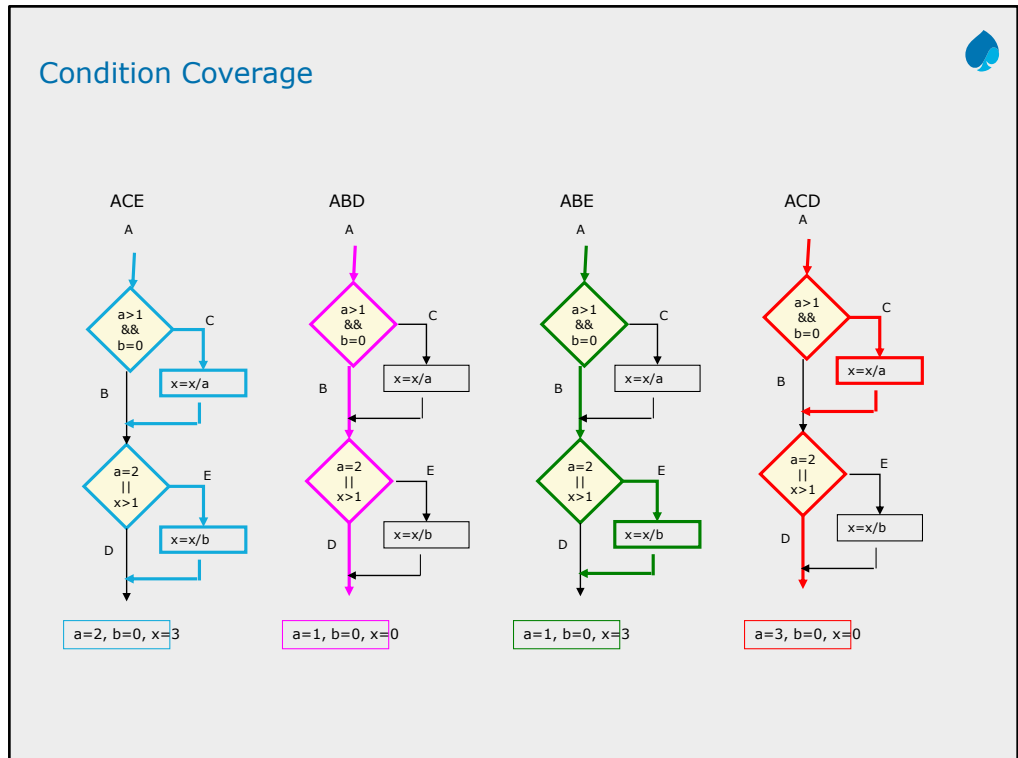 Condition Coverage
ACE
A
a>1
&&
b=0
C
x=x/a
B
a=2
||
x>1
E
x=x/b
D
a=2, b=0, x=3
ABD
A
a>1
&&
b=0
C
x=x/a
B
a=2
||
x>1
E
x=x/b
D
a=1, b=0, x=0
ABE
A
a>1
&&
b=0
C
x=x/a
B
a=2
||
x>1
E
x=x/b
D
a=1, b=0, x=3
ACD
A
a>1
&&
b=0
C
x=x/a
B
a=2
||
x>1
E
x=x/b
D
a=3, b=0, x=0